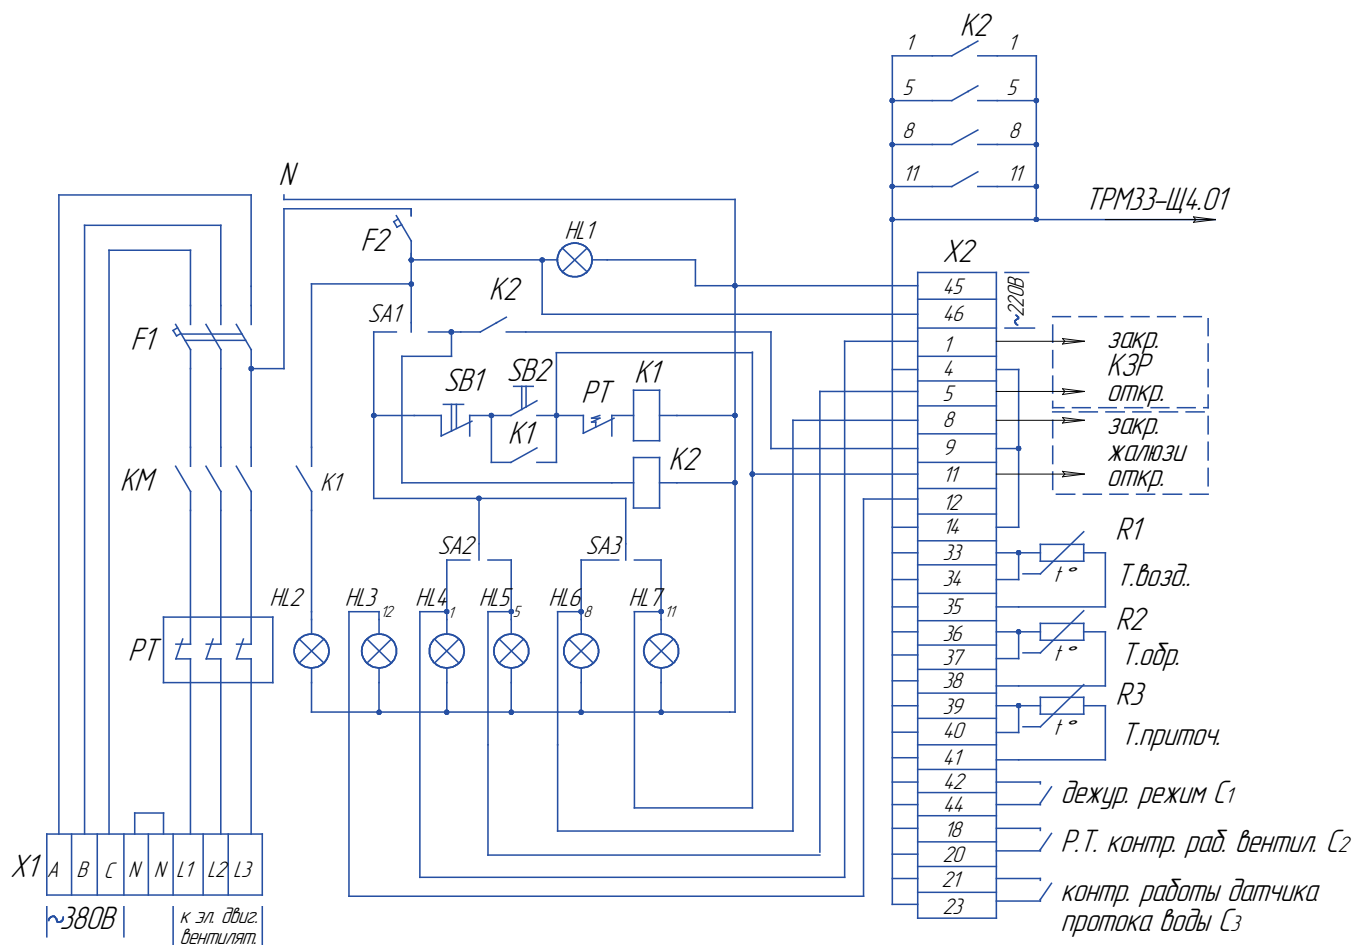 K2
1 1
5 5
8 8
11 11
ТРМ33-Щ4.01
N
F2
HL1
X2
K2
SA1
F1
SB1
SB2
PT
K1
K1
K2
KM
K1
SA2
SA3
HL2
HL3
12
HL4
1
HL5
5
HL6
8
HL7
11
PT
X1
A B C N N L1 L2 L3
~380В
к эл. двиг.
вентилят.
45
46
~220В
1
4
5
8
9
11
12
14
33
34
35
36
37
38
39
40
41
42
44
18
20
21
23
закр.
КЗР
откр.
закр.
жалюзи
откр.
R1
t°
Т.возд.
R2
t°
Т.обр.
R3
t°
Т.приточ.
дежур. режим С1
Р.Т. контр. раб. вентил. С2
контр. работы датчика
протока воды С3